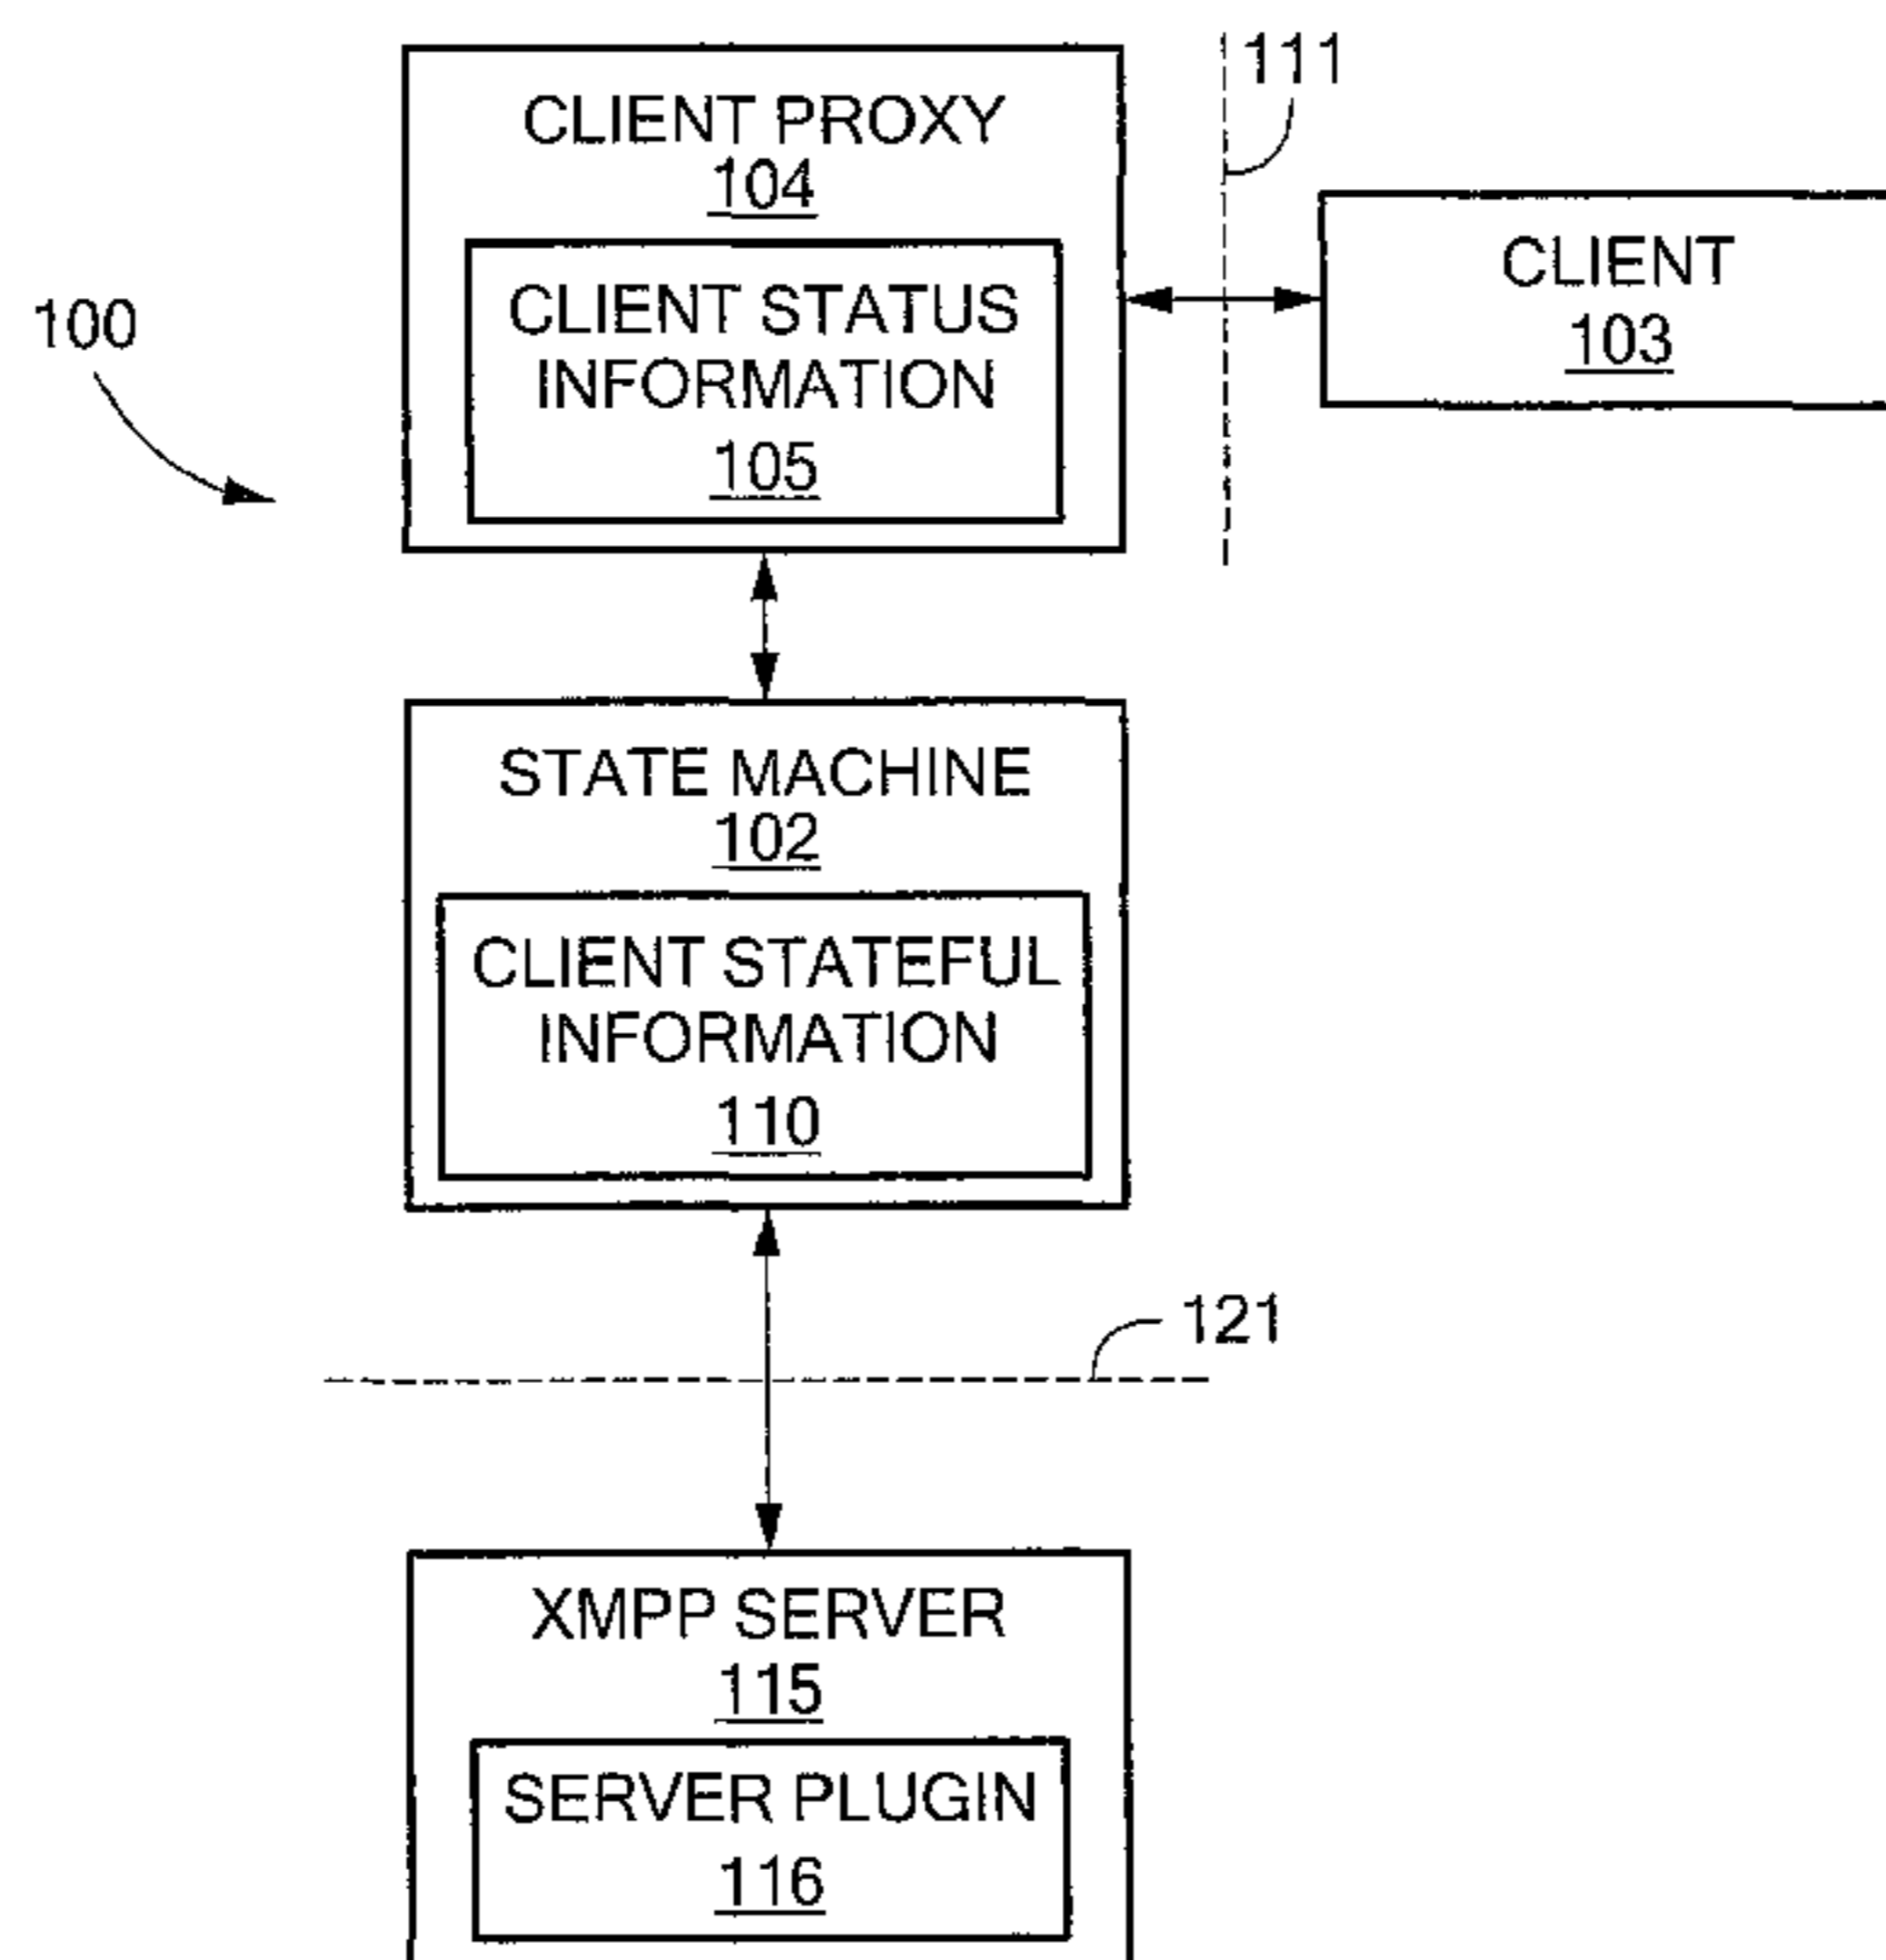 111
CLIENT PROXY
104
CLIENT
103
CLIENT STATUS
INFORMATION
105
100
STATE MACHINE
102
CLIENT STATEFUL
INFORMATION
110
121
XMPP SERVER
115
SERVER PLUGIN
116